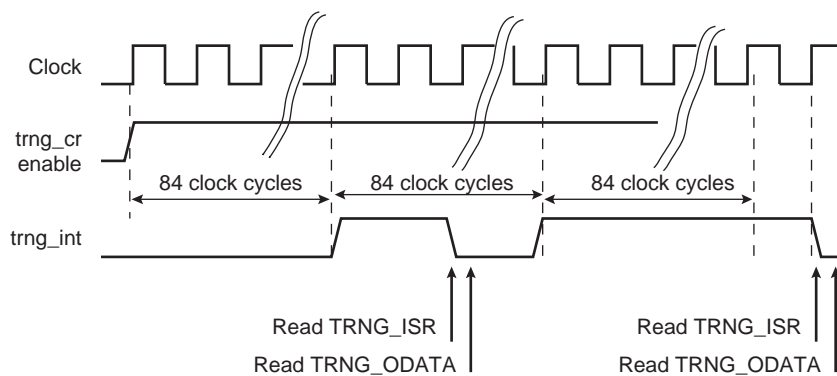 Clock
trng_cr
enable
84 clock cycles
84 clock cycles
84 clock cycles
trng_int
Read TRNG_ISR
Read TRNG_ISR
Read TRNG_ODATA
Read TRNG_ODATA